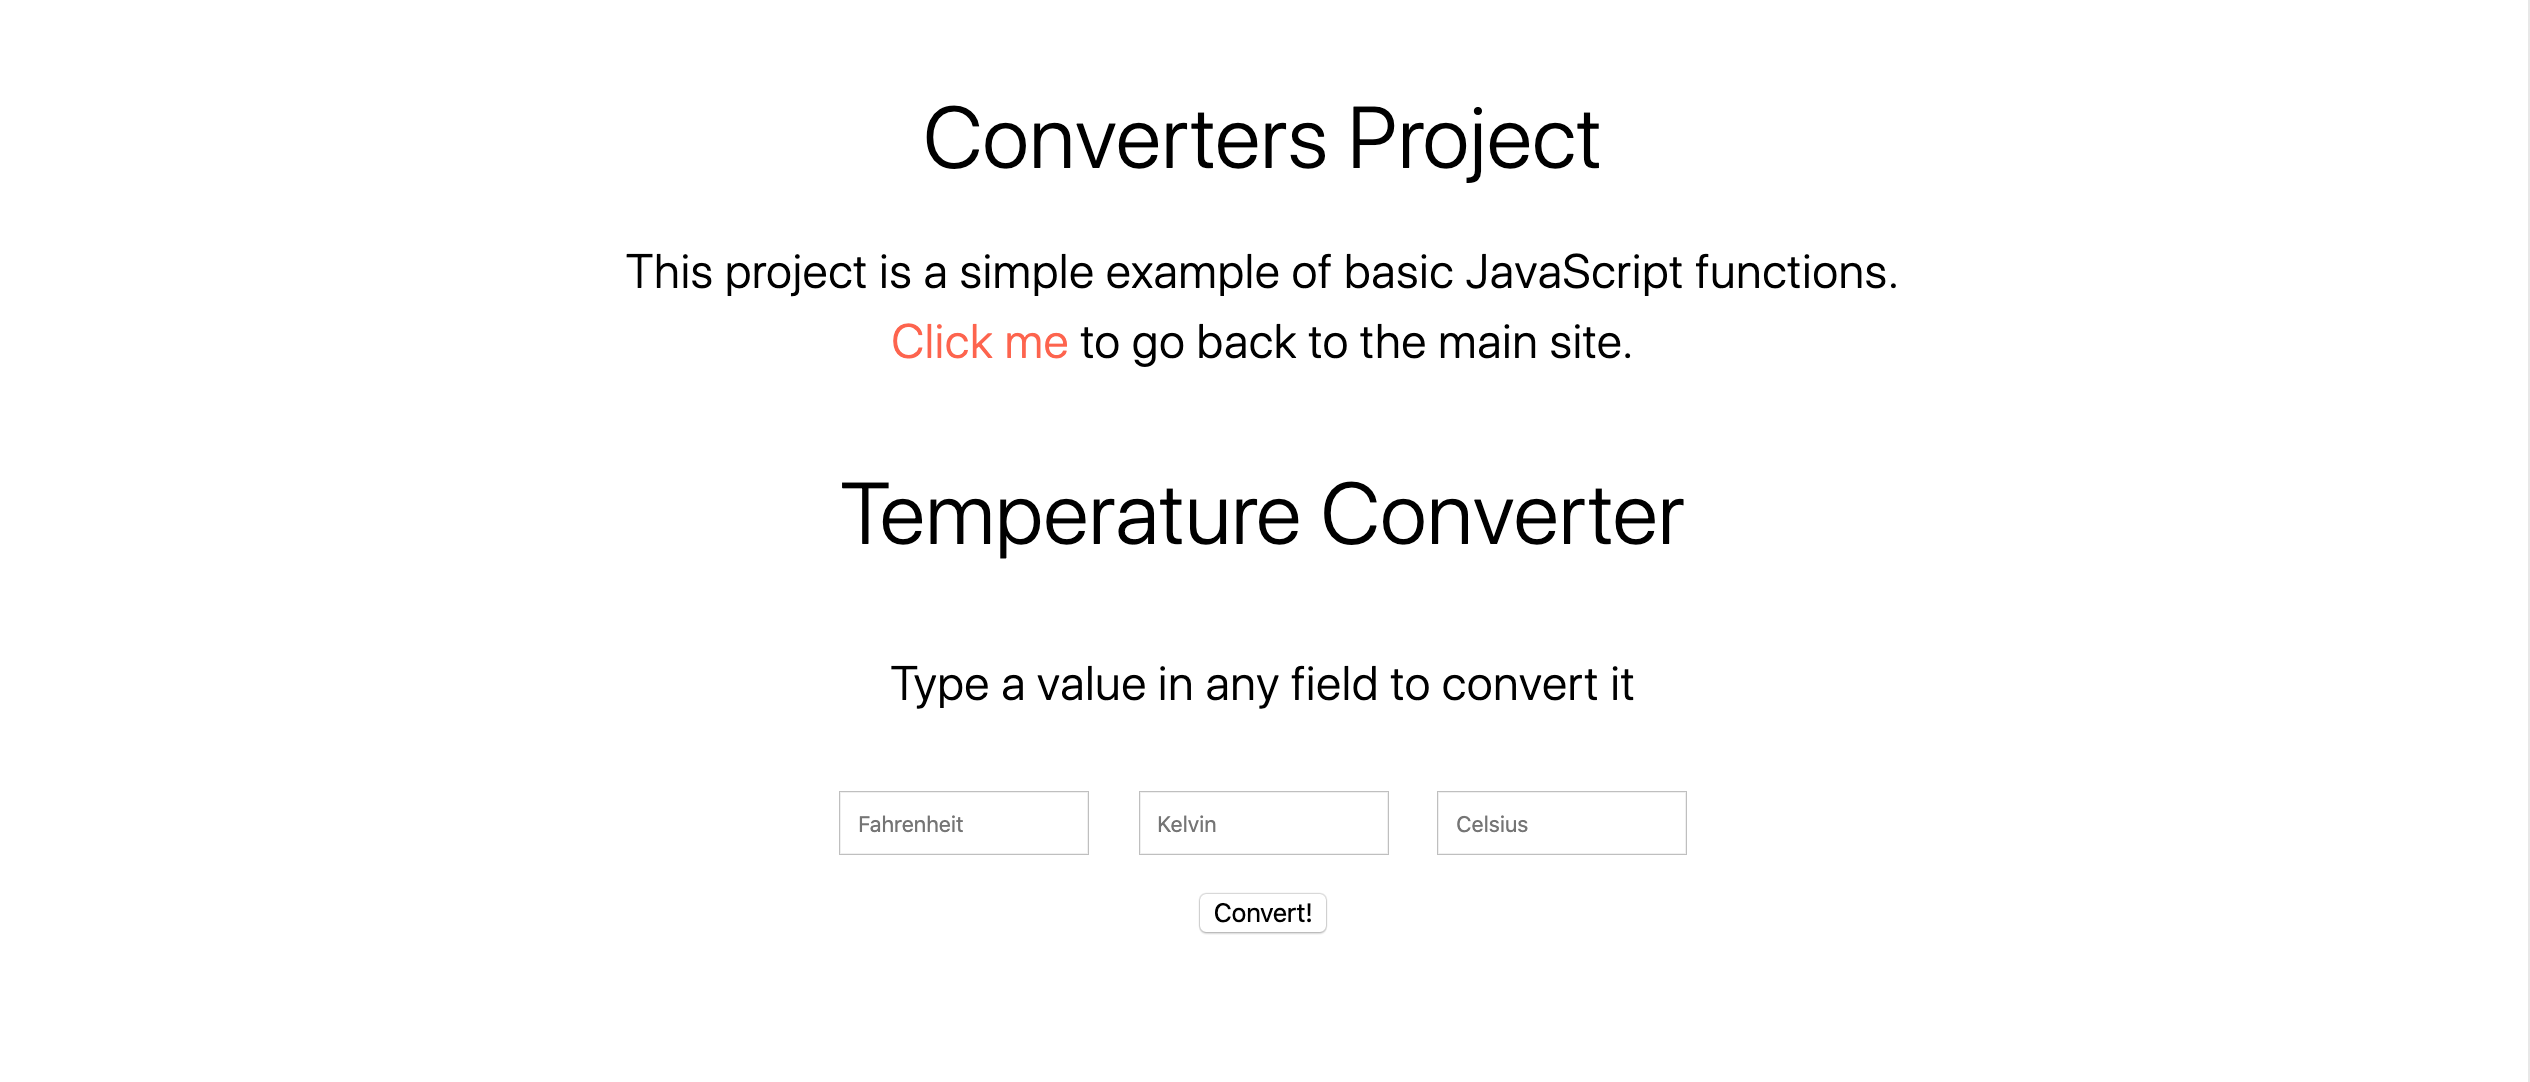 Converters Project
This project is a simple example of basic JavaScript functions.
Click me to go back to the main site.
Temperature Converter
Type a value in any field to convert it
Fahrenheit
Kelvin
Celsius
Convert!